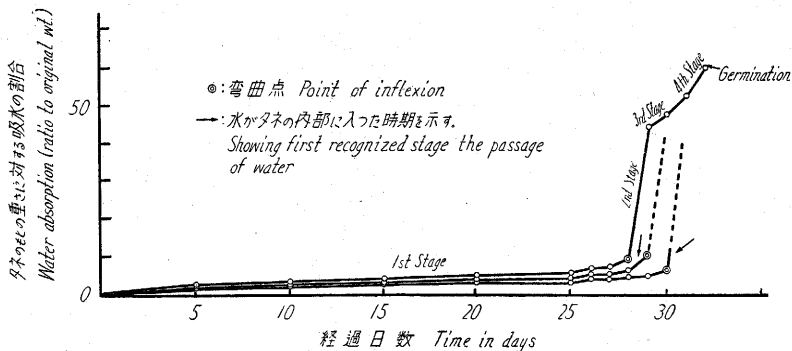 タネのもとの重さに対する吸水の割合
Water absorption (ratio to original wt.)
50
0
◎:弯曲点 Point of inflexion
→:水がタネの内部に入つた時期を示す。
Showing first recognized stage the passage
of water
1st Stage
2nd Stage
3rd Stage
4th Stage
Germination
5 10 15 20 25 30
経過日数 Time in days